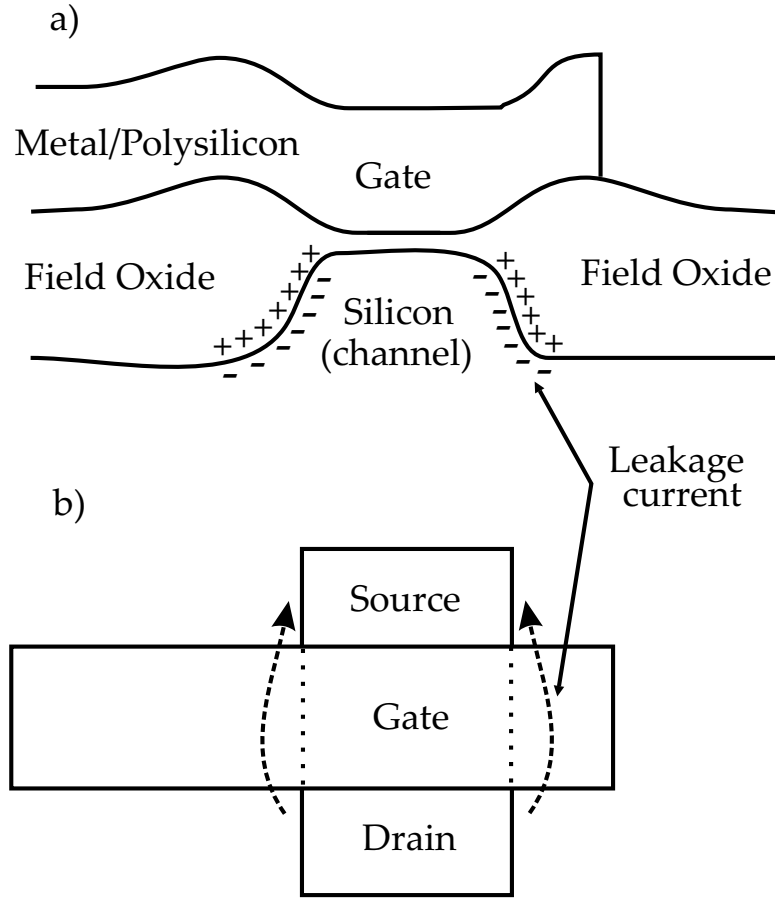 a)
Metal/Polysilicon
Gate
Field Oxide
Field Oxide
Silicon
(channel)
Leakage
current
b)
Source
Gate
Drain